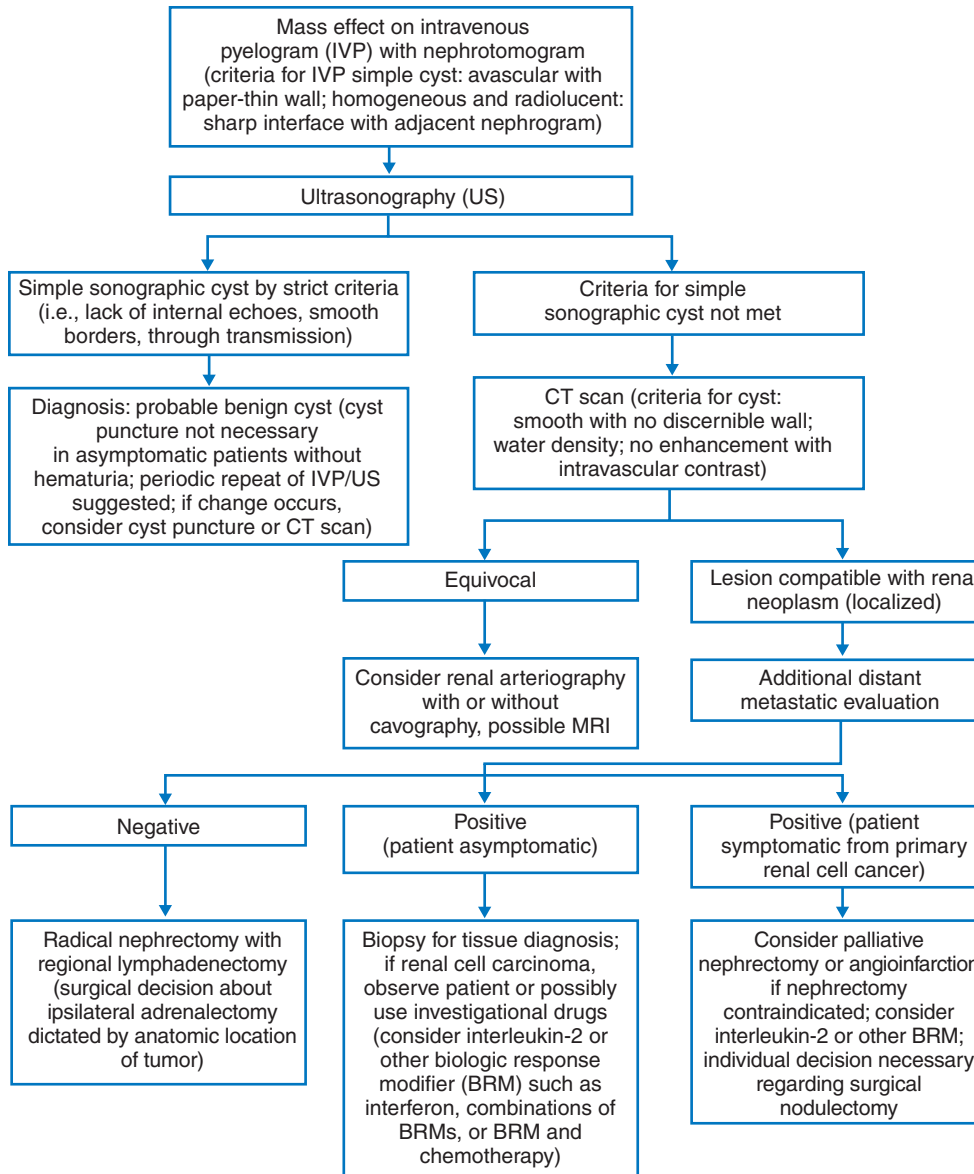 Mass effect on intravenous
pyelogram (IVP) with nephrotomogram
(criteria for IVP simple cyst: avascular with
paper-thin wall; homogeneous and radiolucent:
sharp interface with adjacent nephrogram)
Ultrasonography (US)
Simple sonographic cyst by strict criteria
(i.e., lack of internal echoes, smooth
borders, through transmission)
Criteria for simple
sonographic cyst not met
Diagnosis: probable benign cyst (cyst
puncture not necessary
in asymptomatic patients without
hematuria; periodic repeat of IVP/US
suggested; if change occurs,
consider cyst puncture or CT scan)
CT scan (criteria for cyst:
smooth with no discernible wall;
water density; no enhancement with
intravascular contrast)
Equivocal
Lesion compatible with rena
neoplasm (localized)
Consider renal arteriography
with or without
cavography, possible MRI
Additional distant
metastatic evaluation
Negative
Positive
(patient asymptomatic)
Positive (patient
symptomatic from primary
renal cell cancer)
Radical nephrectomy with
regional lymphadenectomy
(surgical decision about
ipsilateral adrenalectomy
dictated by anatomic location
of tumor)
Biopsy for tissue diagnosis;
if renal cell carcinoma,
observe patient or possibly
use investigational drugs
(consider interleukin-2 or
other biologic response
modifier (BRM) such as
interferon, combinations of
BRMs, or BRM and
chemotherapy)
Consider palliative
nephrectomy or angioinfarction
if nephrectomy
contraindicated; consider
interleukin-2 or other BRM;
individual decision necessary
regarding surgical
nodulectomy